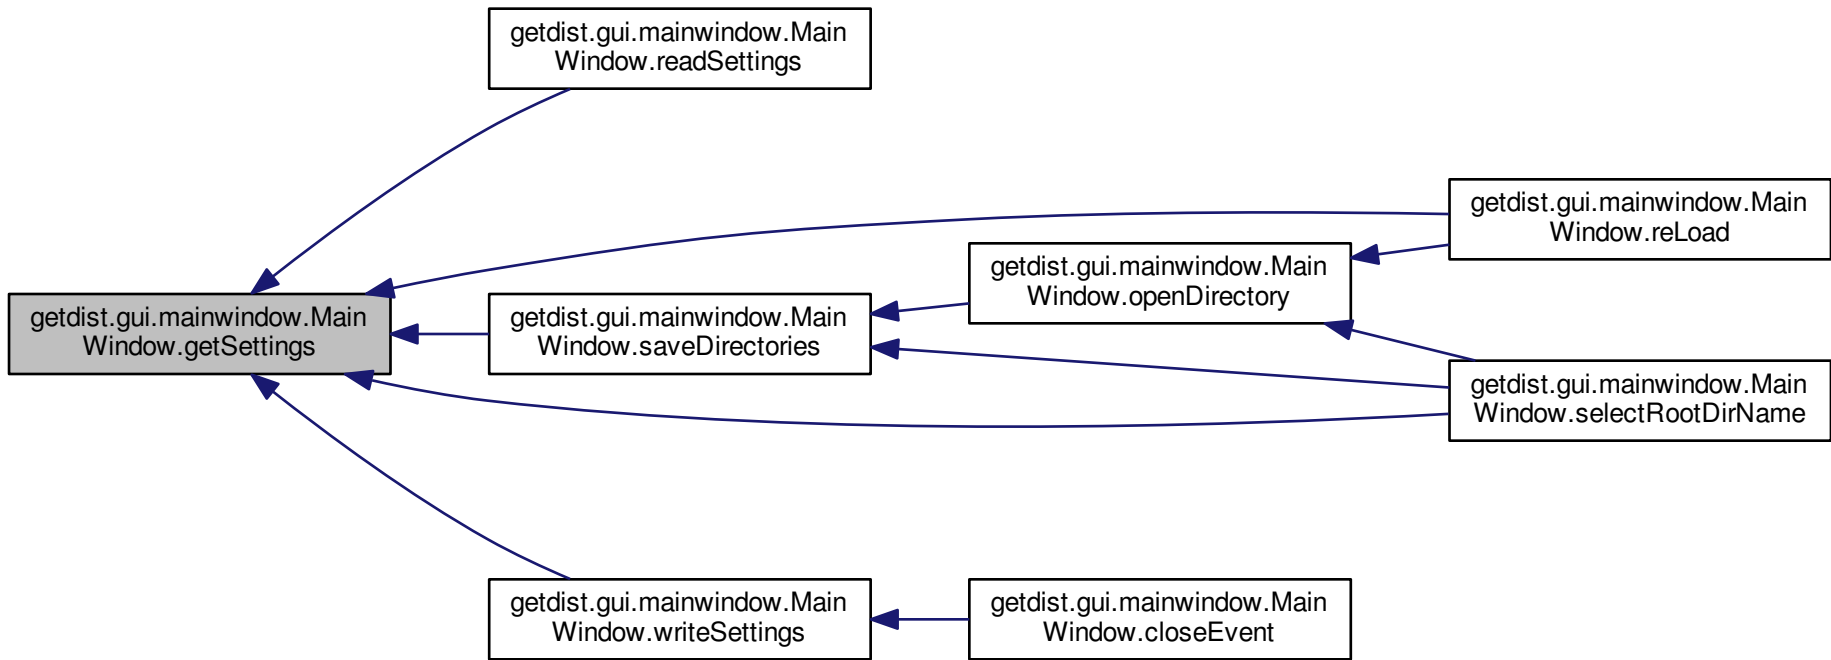 getdist.gui.mainwindow.Main
Window.readSettings
getdist.gui.mainwindow.Main
Window.reLoad
getdist.gui.mainwindow.Main
Window.openDirectory
getdist.gui.mainwindow.Main
Window.getSettings
getdist.gui.mainwindow.Main
Window.saveDirectories
getdist.gui.mainwindow.Main
Window.selectRootDirName
getdist.gui.mainwindow.Main
Window.writeSettings
getdist.gui.mainwindow.Main
Window.closeEvent